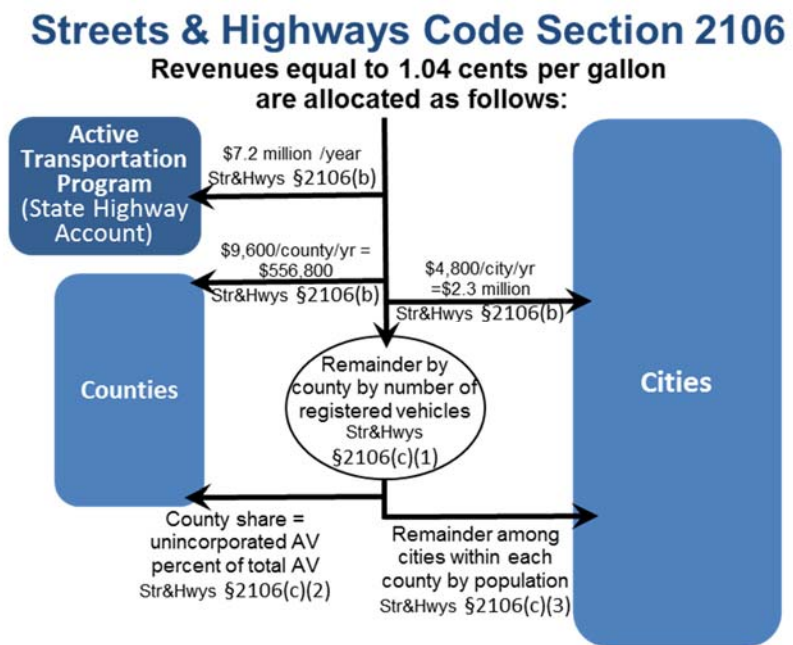 Streets & Highways Code Section 2106
Revenues equal to 1.04 cents per gallon
are allocated as follows:
Active
Transportation
Program
(State Highway
Account)
$7.2 million /year
Str&Hwys §2106(b)
$9,600/county/yr =
$556,800
Str&Hwys §2106(b)
$4,800/city/yr
=$2.3 million
Str&Hwys §2106(b)
Counties
Remainder by
county by number of
registered vehicles
Str&Hwys
§2106(c)(1)
Cities
County share =
unincorporated AV
percent of total AV
Str&Hwys §2106(c)(2)
Remainder among
cities within each
county by population
Str&Hwys §2106(c)(3)